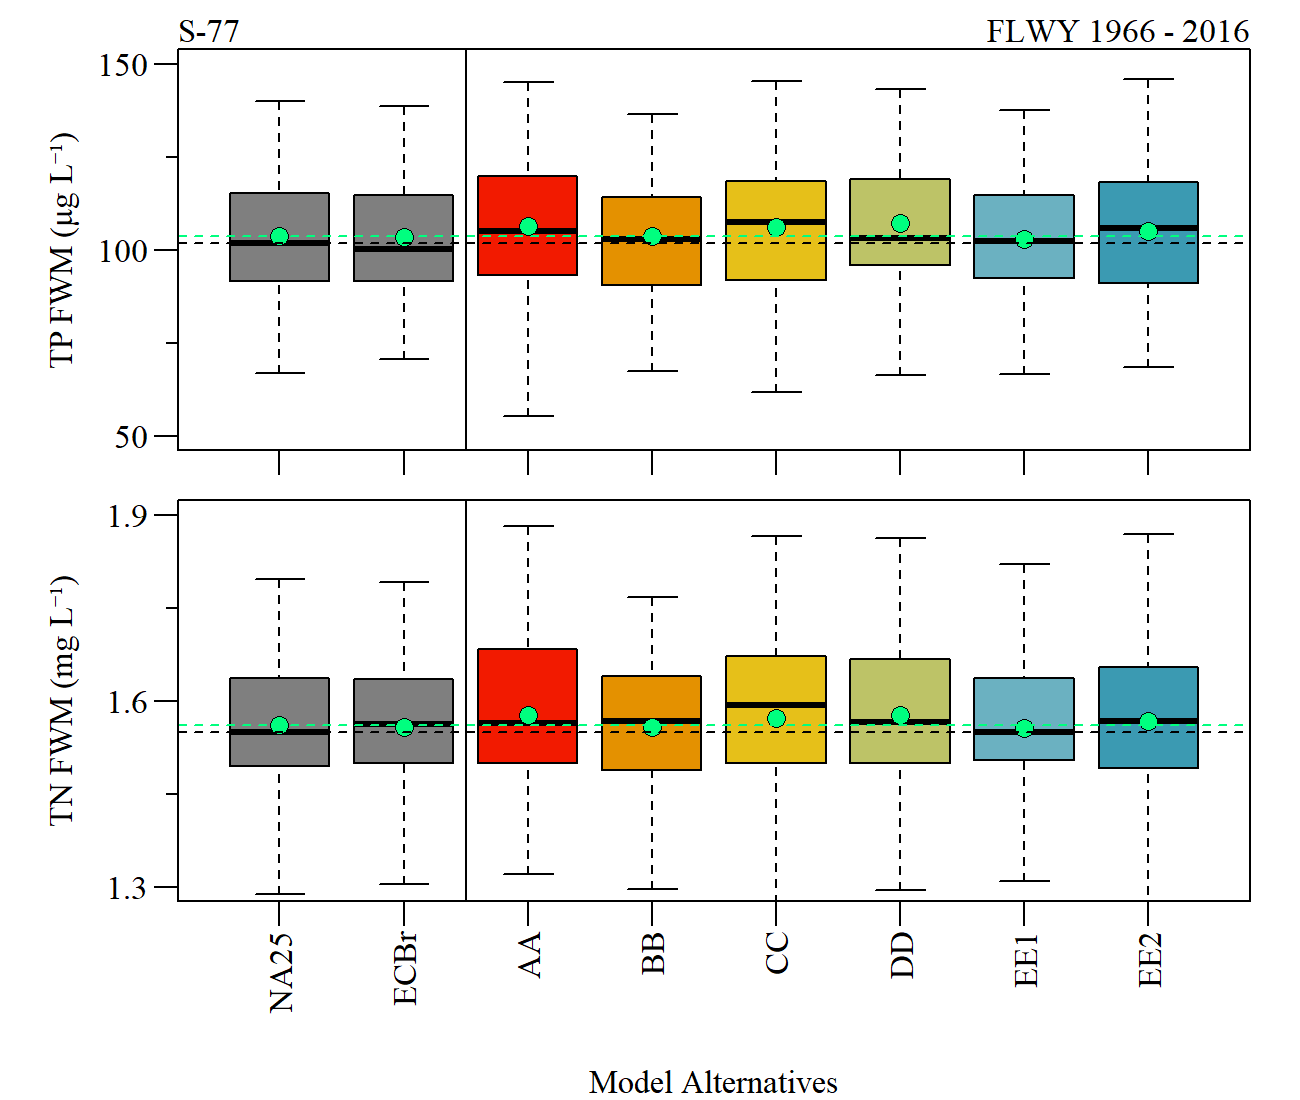 S-77 FLWY 1966 - 2016
TP FWM (µg L⁻¹)
150
100
50
TN FWM (mg L⁻¹)
1.9
1.6
1.3
NA25 ECBr AA BB CC DD EE1 EE2
Model Alternatives